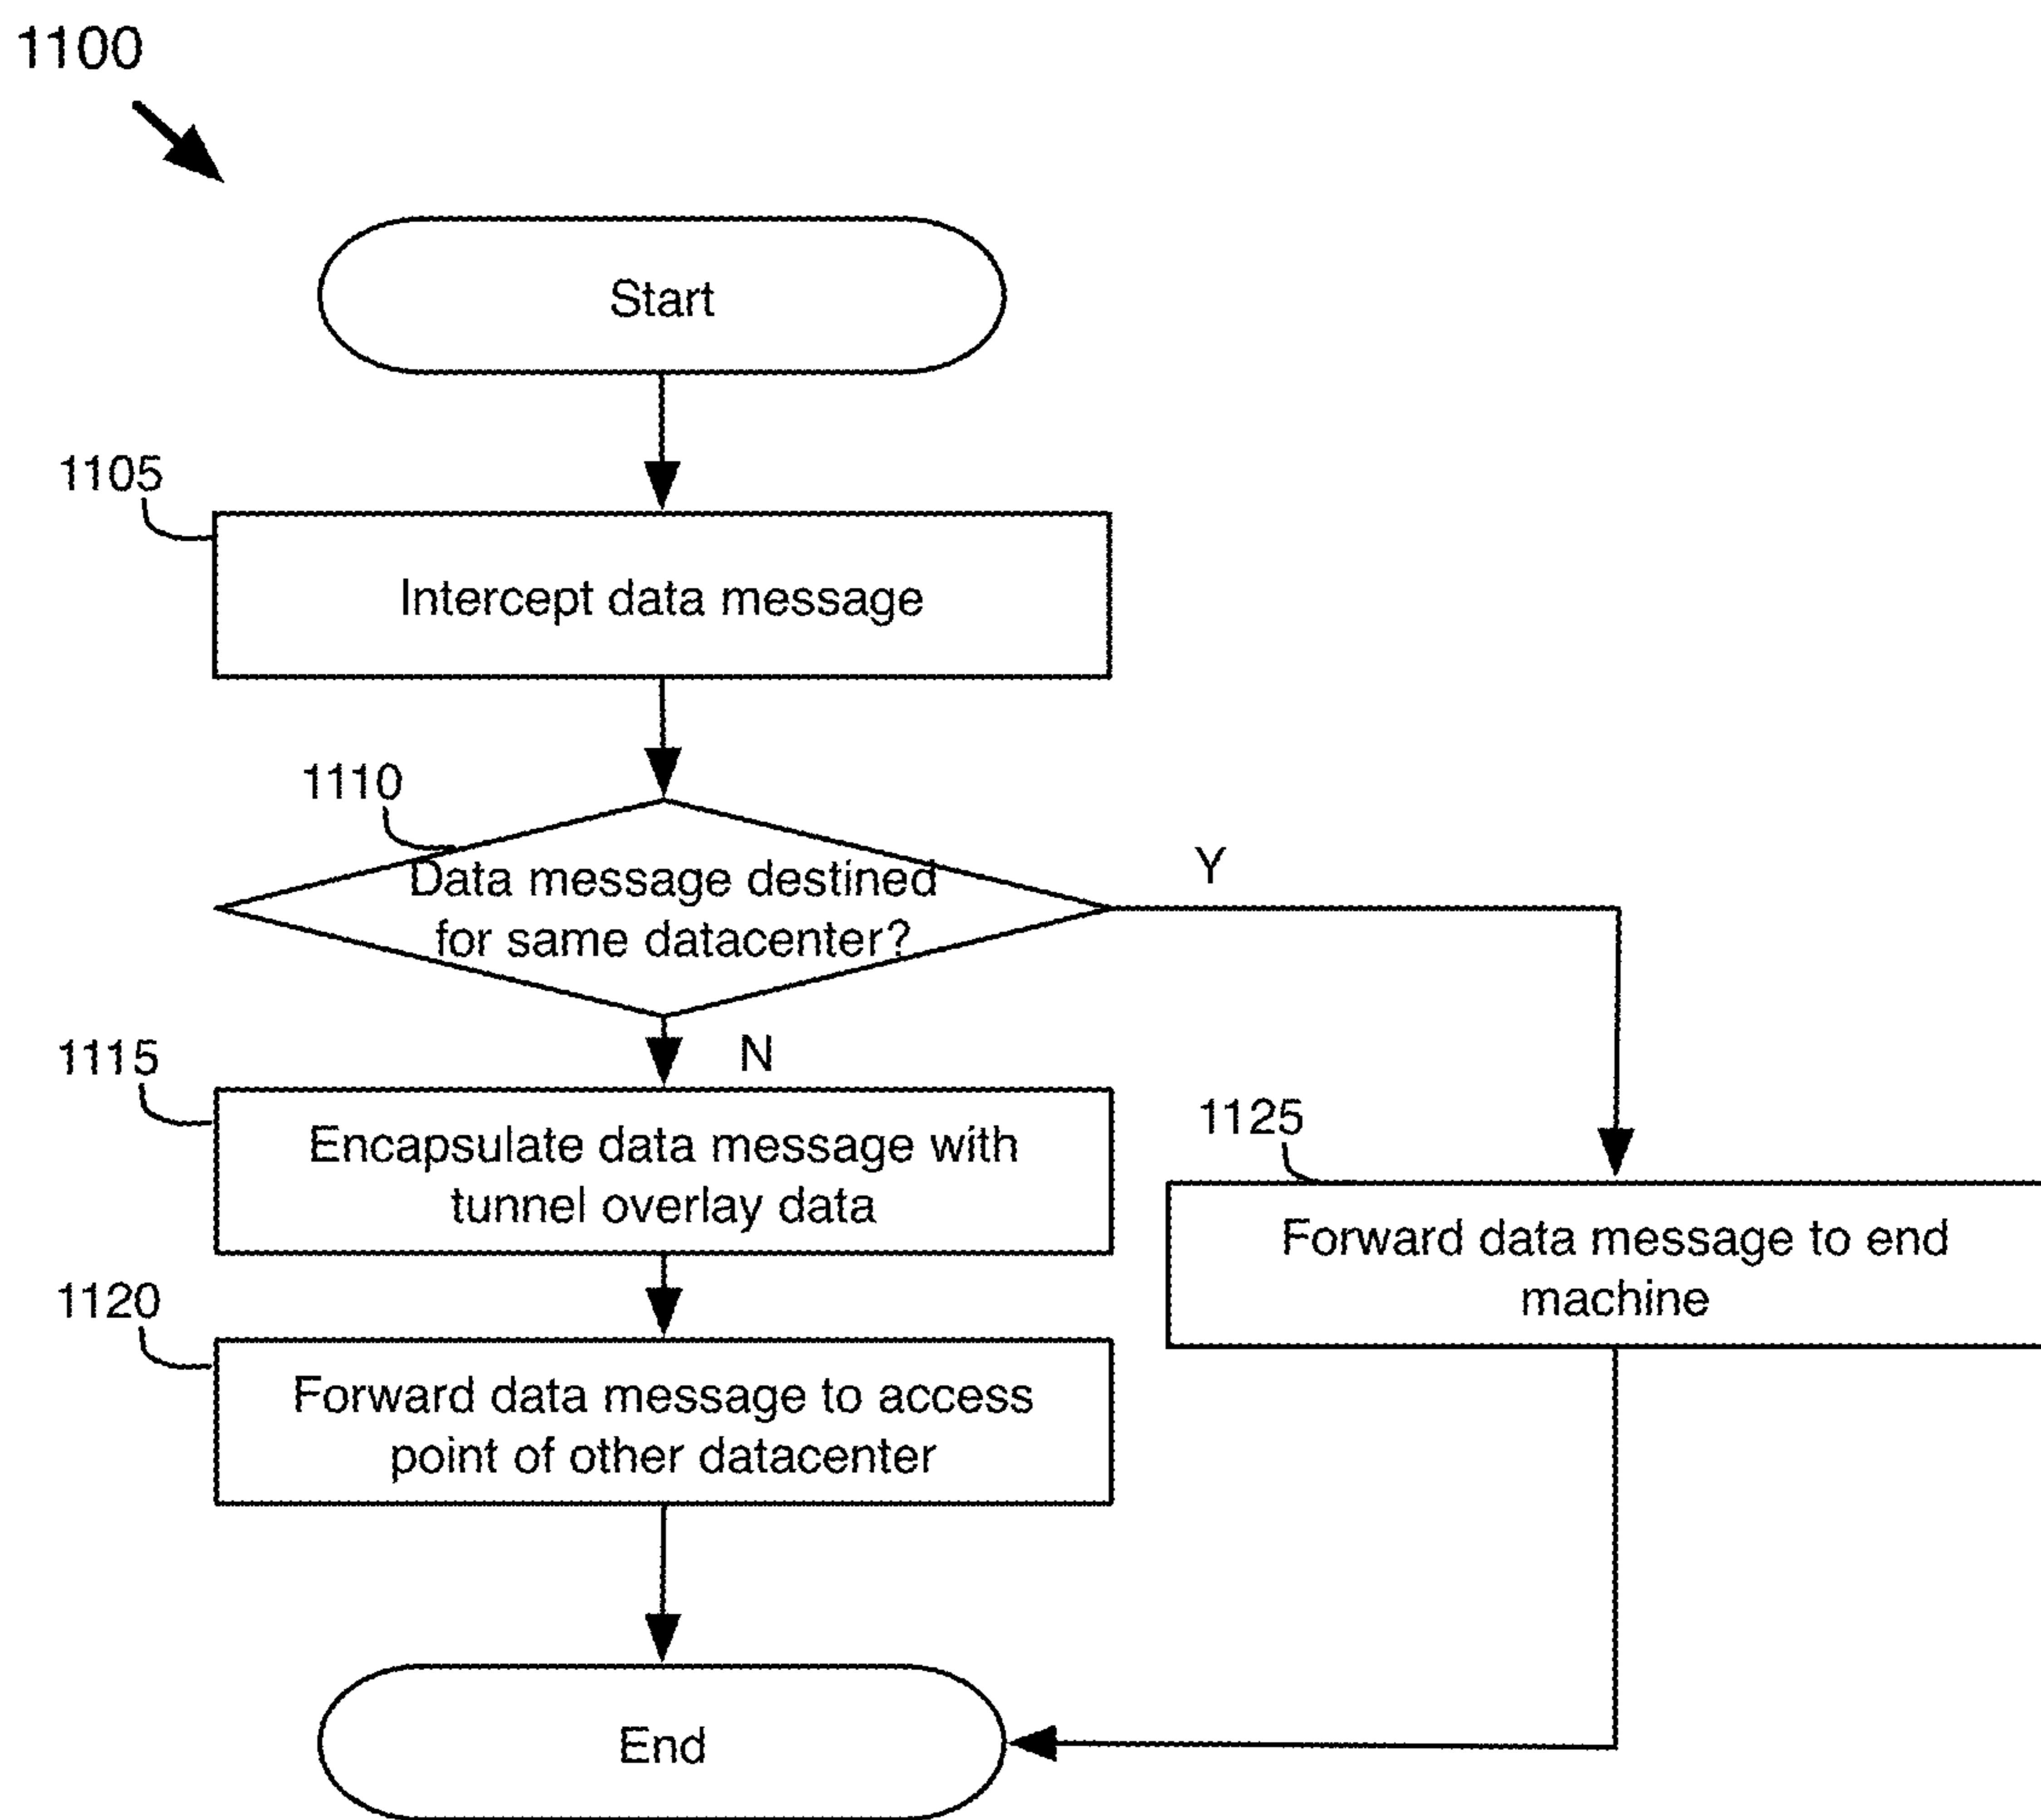 1100
Start
1105
Intercept data message
1110
Data message destined
for same datacenter?
Y
N
1115
Encapsulate data message with
tunnel overlay data
1125
Forward data message to end
machine
1120
Forward data message to access
point of other datacenter
End